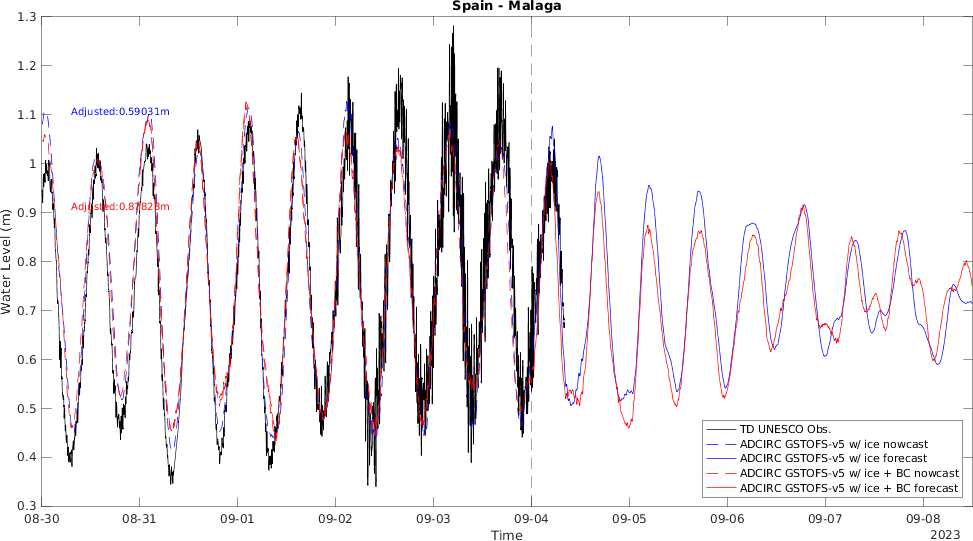 Spain - Malaga
1.3
1.2
1.1
1
0.9
0.8
0.7
0.6
0.5
0.4
0.3
Water Level (m)
Adjusted:0.59031m
Adjusted:0.87823m
08-30
08-31
09-01
09-02
09-03
09-04
09-05
09-06
09-07
09-08
Time
2023
TD UNESCO Obs.
ADCIRC GSTOFS-v5 w/ ice nowcast
ADCIRC GSTOFS-v5 w/ ice forecast
ADCIRC GSTOFS-v5 w/ ice + BC nowcast
ADCIRC GSTOFS-v5 w/ ice + BC forecast